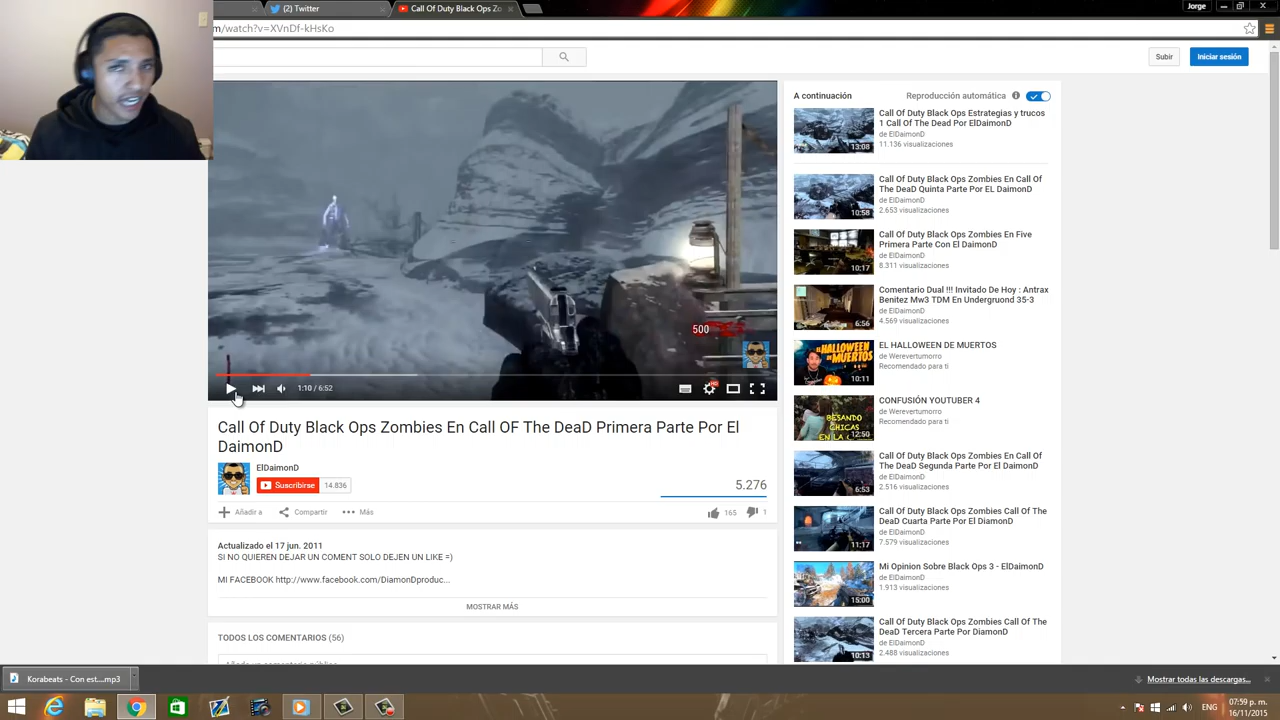 (2) Twitter
Call Of Duty Black Ops Zo
Jorge
m/watch?v=XVnDf-kHsKo
Subir
Iniciar sesión
500
1:10 / 6:52
HD
Call Of Duty Black Ops Zombies En Call OF The DeaD Primera Parte Por El
DaimonD
ElDaimonD
Suscribirse
14.836
5.276
Añadir a
Compartir
Más
165
1
Actualizado el 17 jun. 2011
SI NO QUIEREN DEJAR UN COMENT SOLO DEJEN UN LIKE =)
MI FACEBOOK http://www.facebook.com/DiamonDproduc...
MOSTRAR MÁS
TODOS LOS COMENTARIOS (56)
Añade un comentario público
A continuación
Reproducción automática
Call Of Duty Black Ops Estrategias y trucos
1 Call Of The Dead Por ElDaimonD
de ElDaimonD
11.136 visualizaciones
13:08
Call Of Duty Black Ops Zombies En Call Of
The DeaD Quinta Parte Por EL DaimonD
de ElDaimonD
2.653 visualizaciones
10:58
Call Of Duty Black Ops Zombies En Five
Primera Parte Con El DaimonD
de ElDaimonD
8.311 visualizaciones
10:17
Comentario Dual !!! Invitado De Hoy : Antrax
Benitez Mw3 TDM En Undergruond 35-3
de ElDaimonD
4.569 visualizaciones
6:56
EL HALLOWEEN DE MUERTOS
de Werevertumorro
Recomendado para ti
EL HALLOWEEN
DE MUERTOS
10:11
CONFUSIÓN YOUTUBER 4
de Werevertumorro
Recomendado para ti
BESANDO
CHICAS
EN LA
12:50
Call Of Duty Black Ops Zombies En Call Of
The DeaD Segunda Parte Por El DaimonD
de ElDaimonD
2.516 visualizaciones
6:53
Call Of Duty Black Ops Zombies Call Of The
DeaD Cuarta Parte Por El DiamonD
de ElDaimonD
7.579 visualizaciones
11:17
Mi Opinion Sobre Black Ops 3 - ElDaimonD
de ElDaimonD
1.913 visualizaciones
15:00
Call Of Duty Black Ops Zombies Call Of The
DeaD Tercera Parte Por DiamonD
de ElDaimonD
2.488 visualizaciones
10:13
Korabeats - Con est....mp3
Mostrar todas las descargas...
07:59 p.m.
16/11/2015